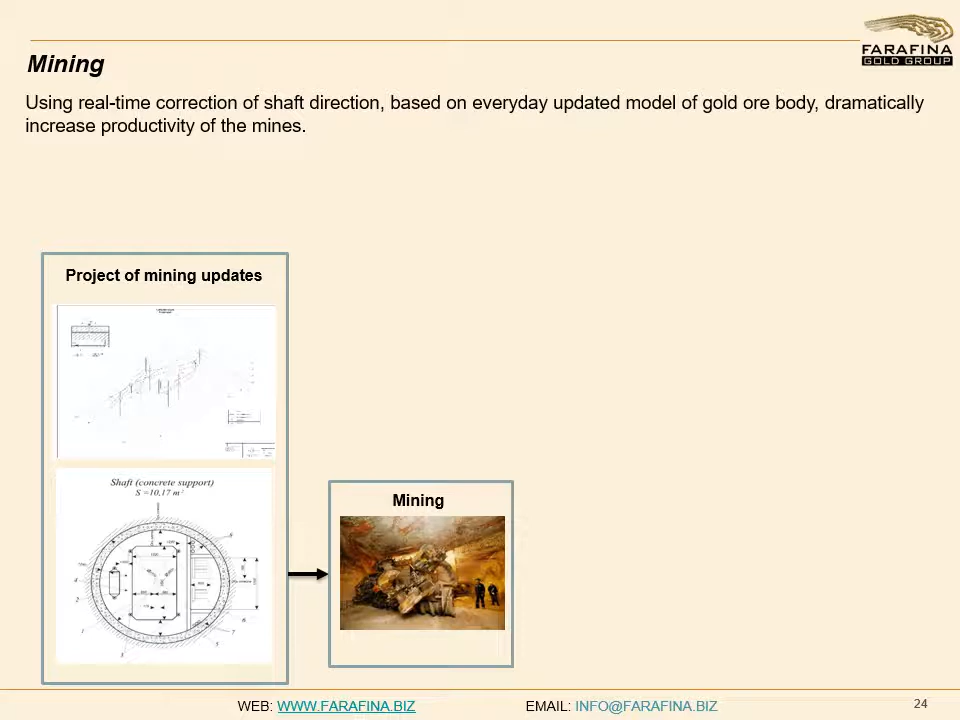 FARAFINA
GOLD GROUP
Mining
Using real-time correction of shaft direction, based on everyday updated model of gold ore body, dramatically
increase productivity of the mines.
Project of mining updates
Shaft (concrete support)
S =10,17 m²
Mining
WEB: WWW.FARAFINA.BIZ
EMAIL: INFO@FARAFINA.BIZ
24